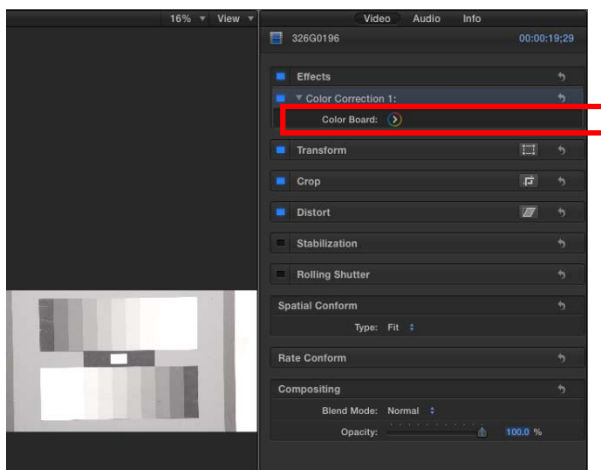 16% View Video Audio Info
326G0196 00:00:19;29
Effects
Color Correction 1:
Color Board:
Transform
Crop
Distort
Stabilization
Rolling Shutter
Spatial Conform
Type: Fit
Rate Conform
Compositing
Blend Mode: Normal
Opacity: 100.0 %